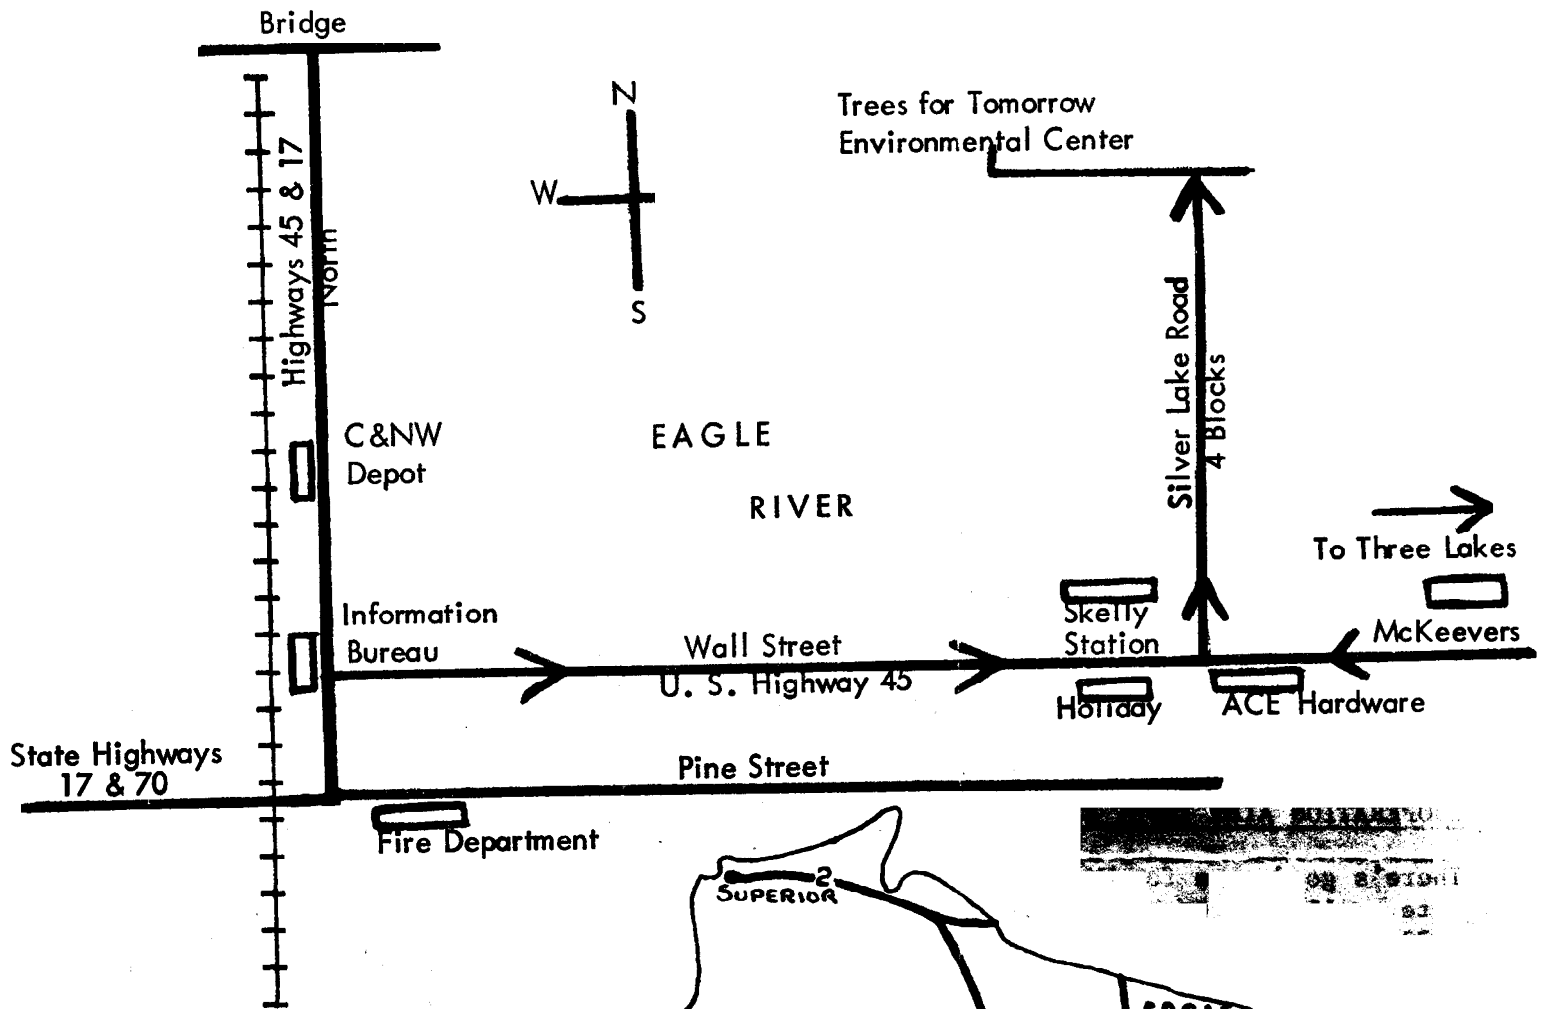 Bridge
N
W
S
Trees for Tomorrow
Environmental Center
Highways 45 & 17
North
Silver Lake Road
4 Blocks
C&NW
Depot
EAGLE
RIVER
To Three Lakes
Information
Bureau
Wall Street
U. S. Highway 45
Skelly
Station
McKeevers
Holiday
ACE Hardware
State Highways
17 & 70
Pine Street
Fire Department
2
SUPERIOR